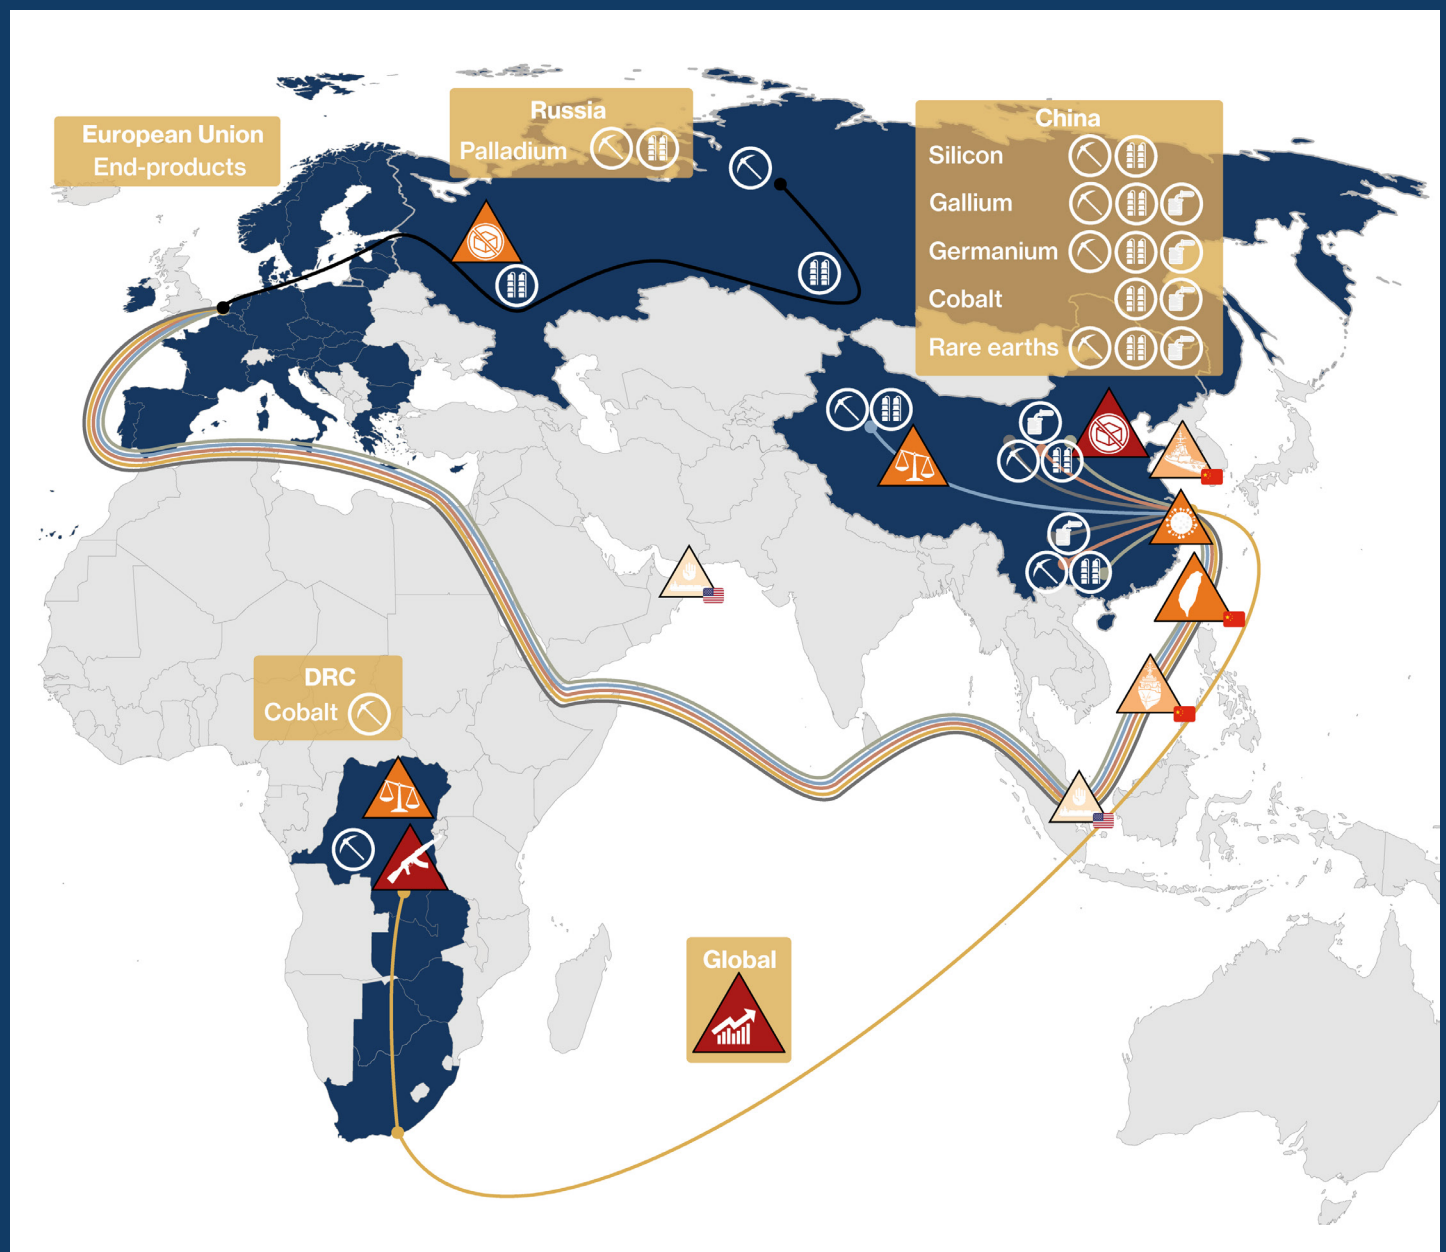 European Union
End-products
Russia
Palladium
China
Silicon
Gallium
Germanium
Cobalt
Rare earths
DRC
Cobalt
Global